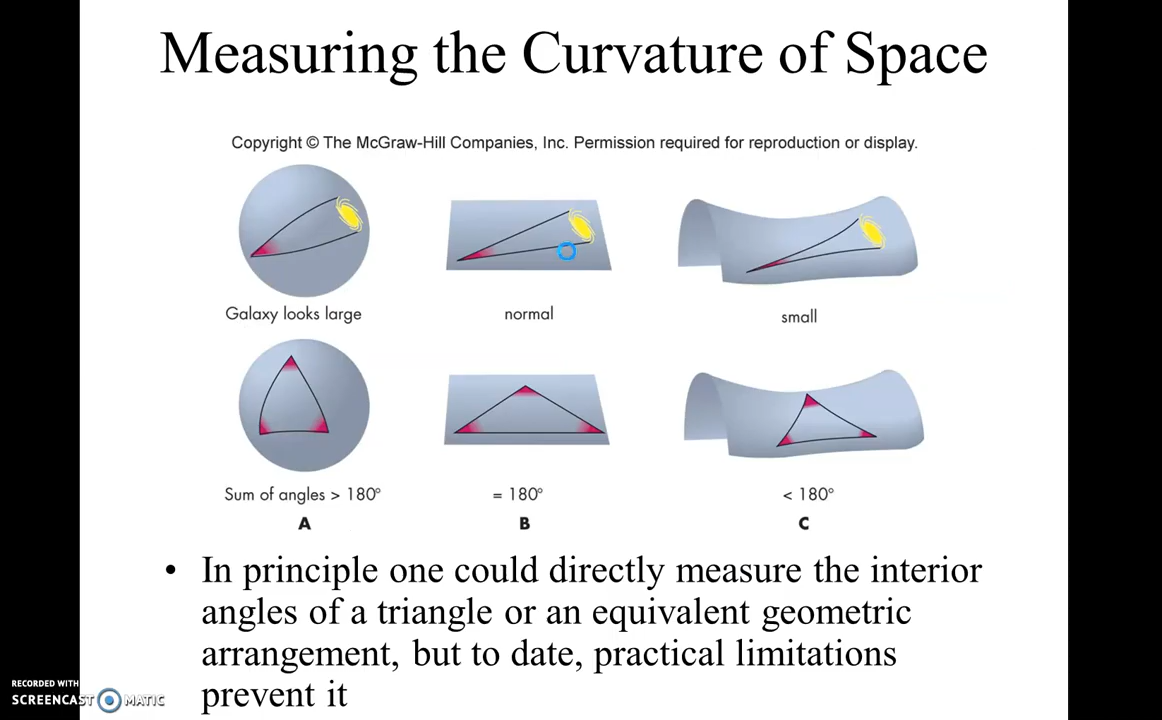 Measuring the Curvature of Space
Copyright © The McGraw-Hill Companies, Inc. Permission required for reproduction or display.
Galaxy looks large
normal
small
Sum of angles > 180°
= 180°
< 180°
A
B
C
• In principle one could directly measure the interior
angles of a triangle or an equivalent geometric
arrangement, but to date, practical limitations
prevent it
RECORDED WITH
SCREENCAST MATIC